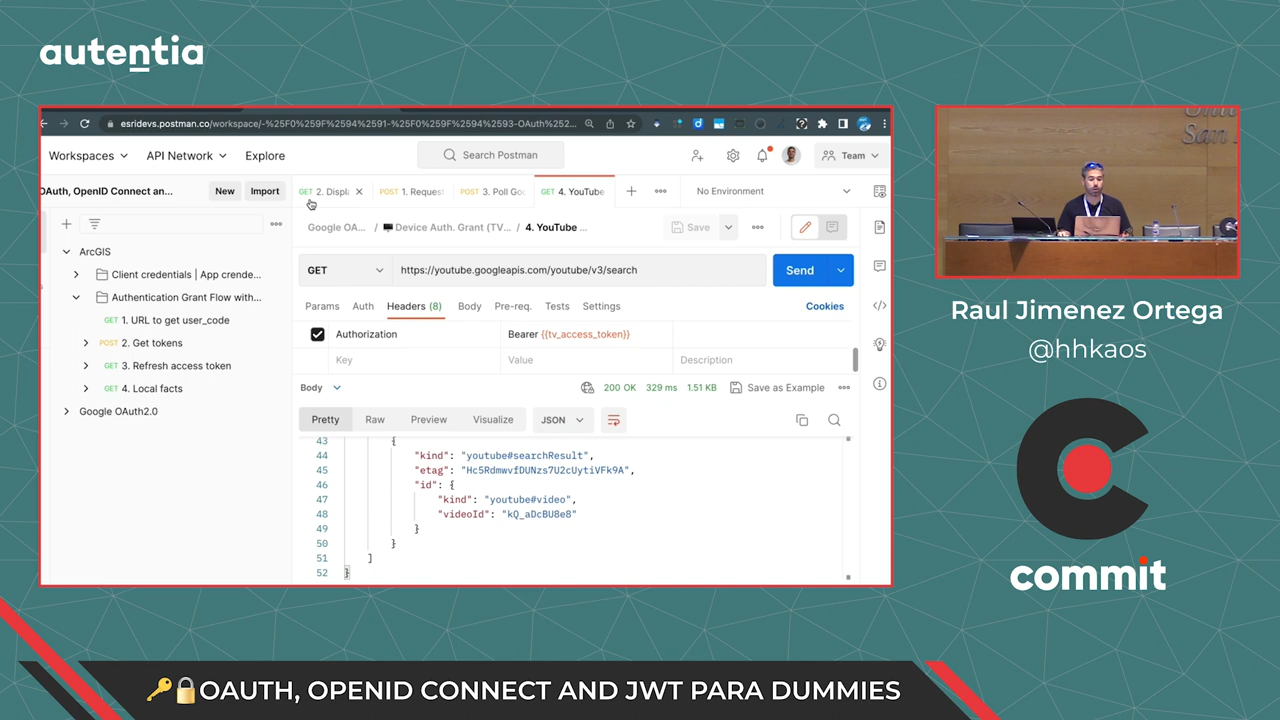 autentia
esridevs.postman.co/workspace/-%25F0%259F%2594%2591-%25F0%259F%2594%2593-OAuth%252...
Workspaces API Network Explore Search Postman Team
OAuth, OpenID Connect an... New Import
GET 2. Displ POST 1. Reques POST 3. Poll Go GET 4. YouTube No Environment
Google OA... / Device Auth. Grant (TV... / 4. YouTube ... Save
ArcGIS
Client credentials | App crende...
Authentication Grant Flow with...
GET 1. URL to get user_code
POST 2. Get tokens
GET 3. Refresh access token
GET 4. Local facts
Google OAuth2.0
GET https://youtube.googleapis.com/youtube/v3/search Send
Params Auth Headers (8) Body Pre-req. Tests Settings Cookies
Authorization Bearer {{tv_access_token}}
Key Value Description
Body 200 OK 329 ms 1.51 KB Save as Example
Pretty Raw Preview Visualize JSON
43 {
44 "kind": "youtube#searchResult",
45 "etag": "Hc5RdmwvfDUNzs7U2cUytiVFk9A",
46 "id": {
47 "kind": "youtube#video",
48 "videoId": "kQ_aDcBU8e8"
49 }
50 }
51 ]
52 }
San
Raul Jimenez Ortega
@hhkaos
commit
OAUTH, OPENID CONNECT AND JWT PARA DUMMIES